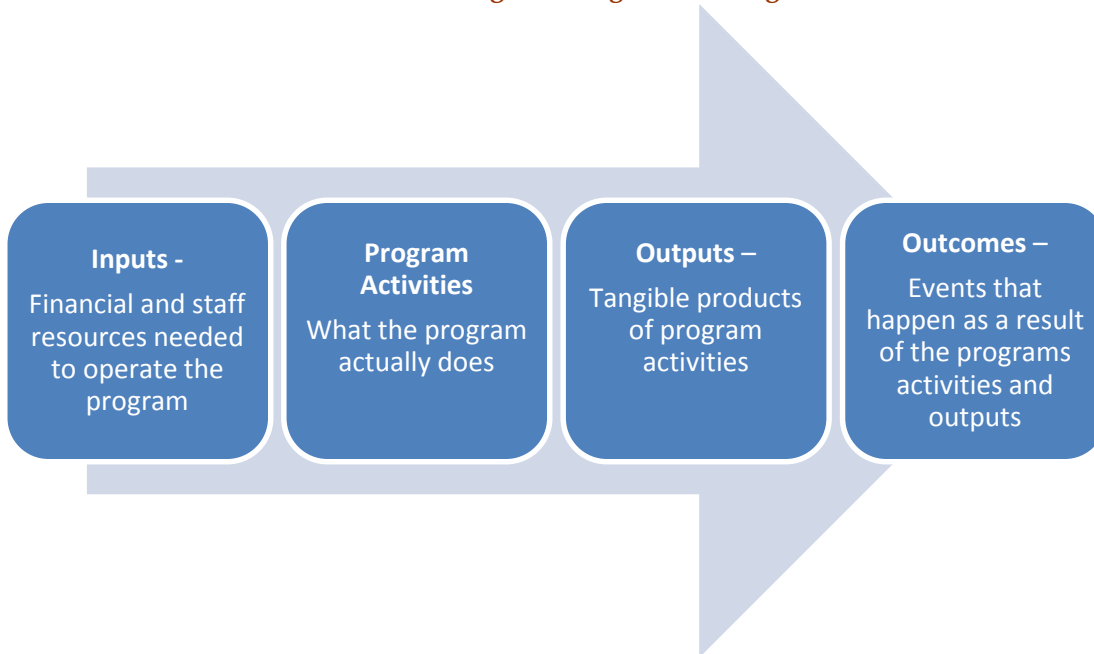 Inputs -
Financial and staff
resources needed
to operate the
program
Program
Activities
What the program
actually does
Outputs –
Tangible products
of program
activities
Outcomes –
Events that
happen as a result
of the programs
activities and
outputs